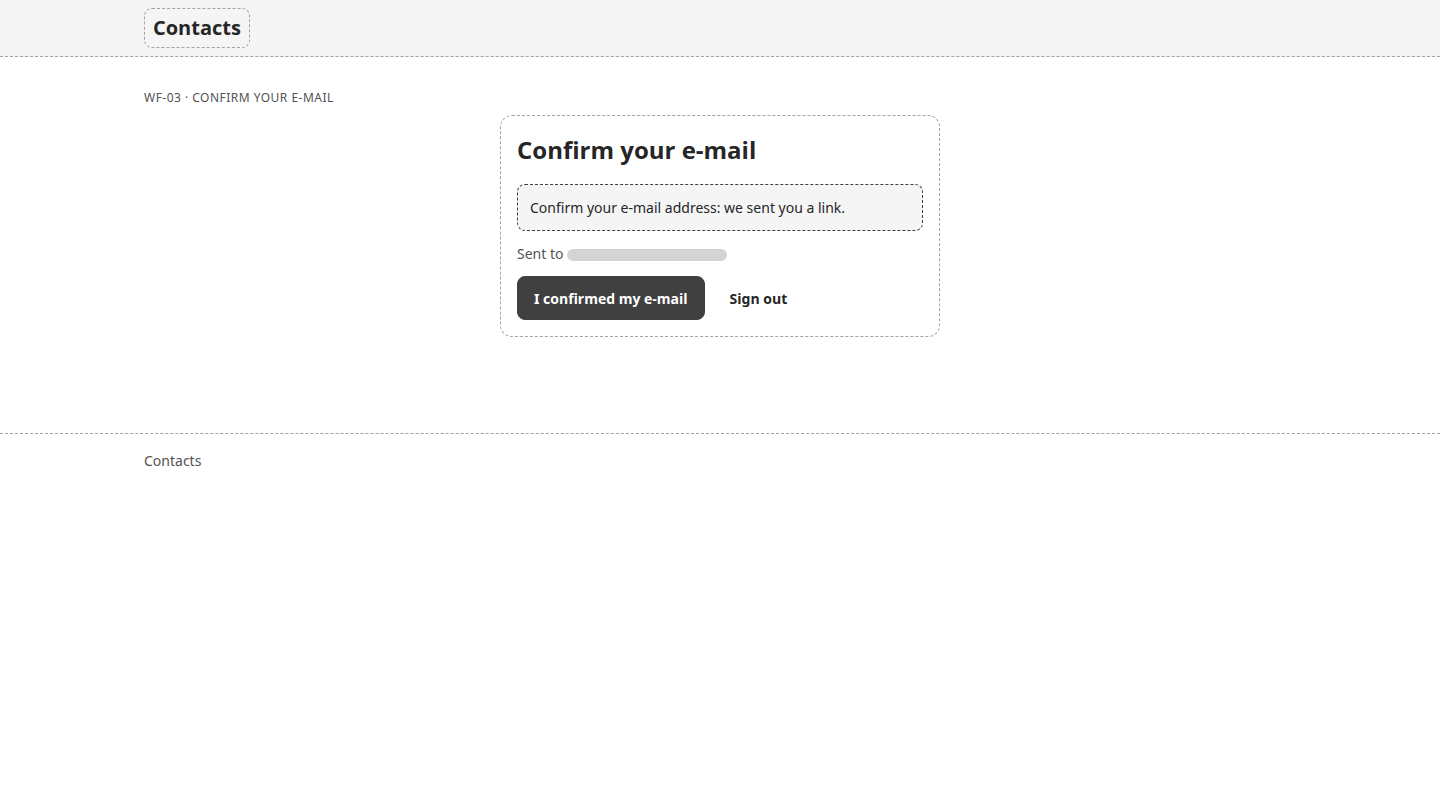 Contacts
WF-03 · CONFIRM YOUR E-MAIL
Confirm your e-mail
Confirm your e-mail address: we sent you a link.
Sent to
I confirmed my e-mail
Sign out
Contacts